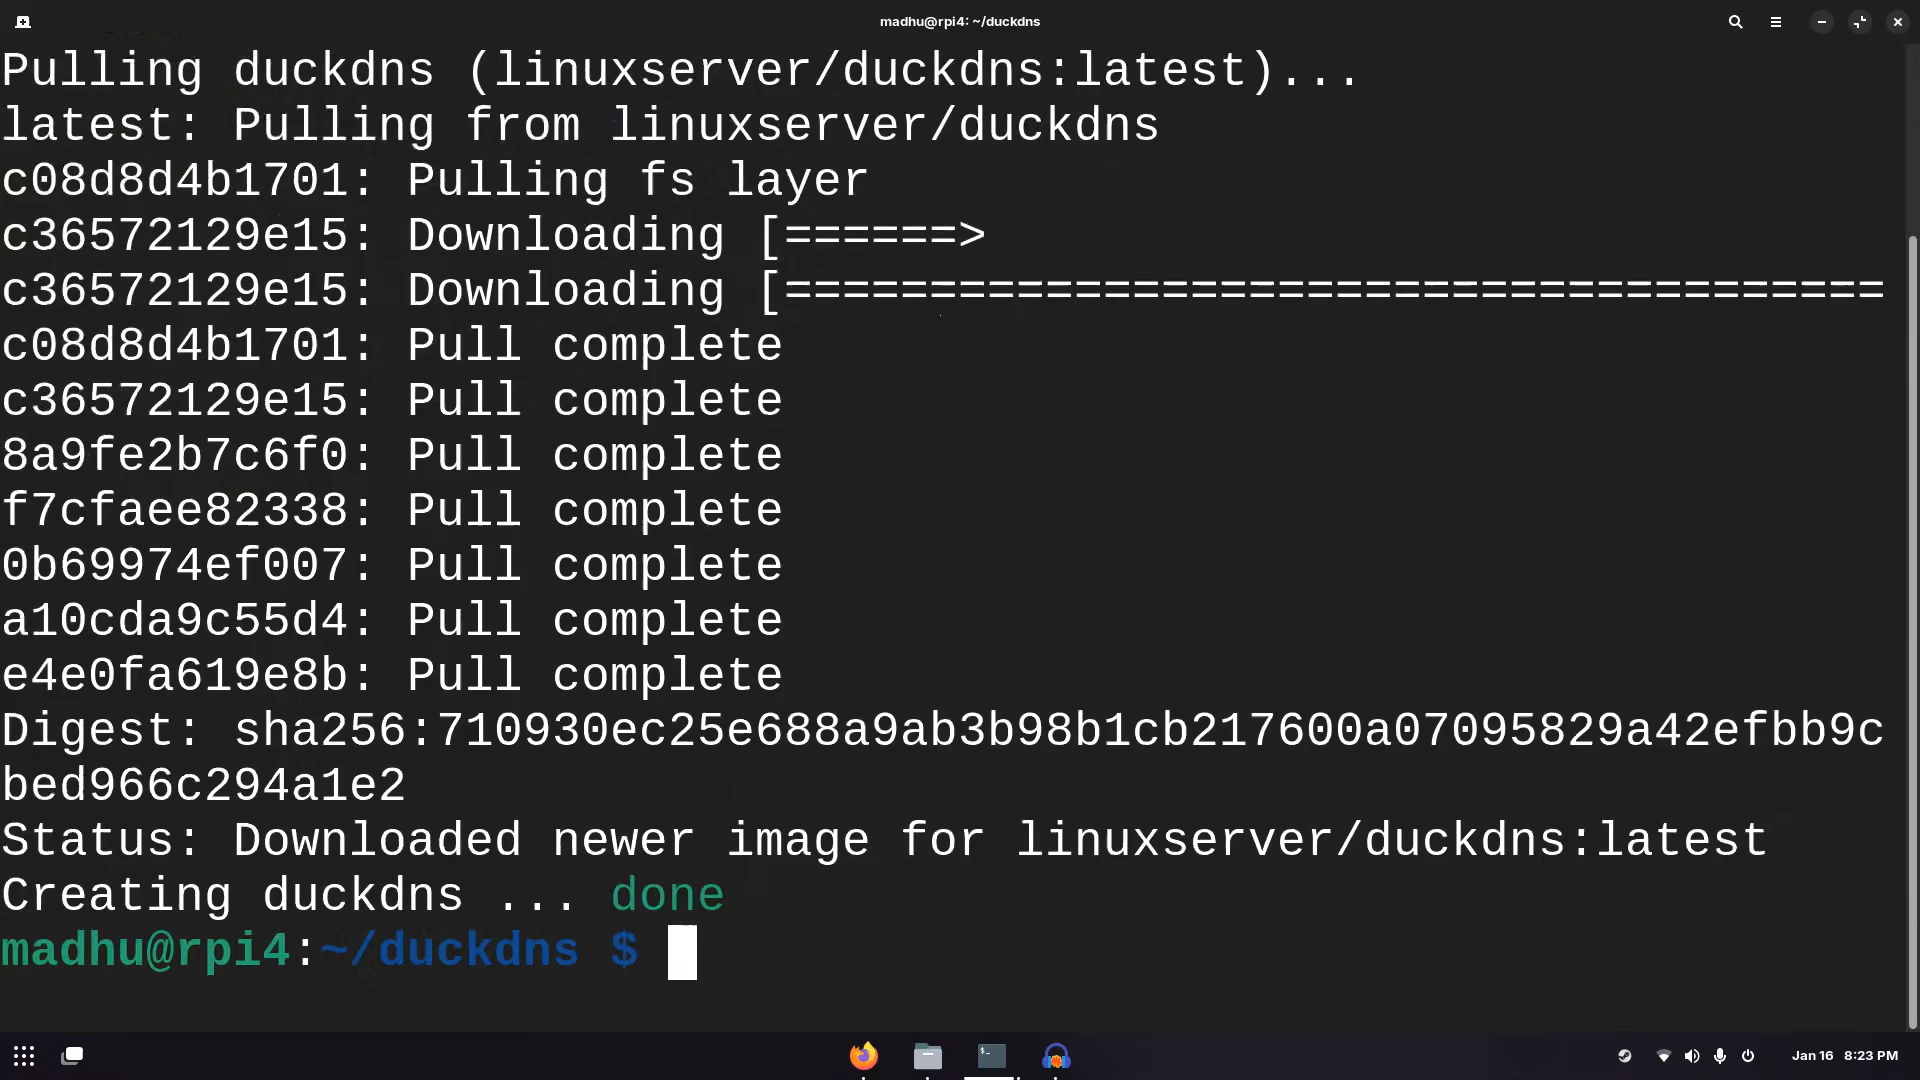 madhu@rpi4: ~/duckdns
Pulling duckdns (linuxserver/duckdns:latest)...
latest: Pulling from linuxserver/duckdns
c08d8d4b1701: Pulling fs layer
c36572129e15: Downloading [======>
c36572129e15: Downloading [======================================
c08d8d4b1701: Pull complete
c36572129e15: Pull complete
8a9fe2b7c6f0: Pull complete
f7cfaee82338: Pull complete
0b69974ef007: Pull complete
a10cda9c55d4: Pull complete
e4e0fa619e8b: Pull complete
Digest: sha256:710930ec25e688a9ab3b98b1cb217600a07095829a42efbb9c
bed966c294a1e2
Status: Downloaded newer image for linuxserver/duckdns:latest
Creating duckdns ... done
madhu@rpi4:~/duckdns $
Jan 16 8:23 PM